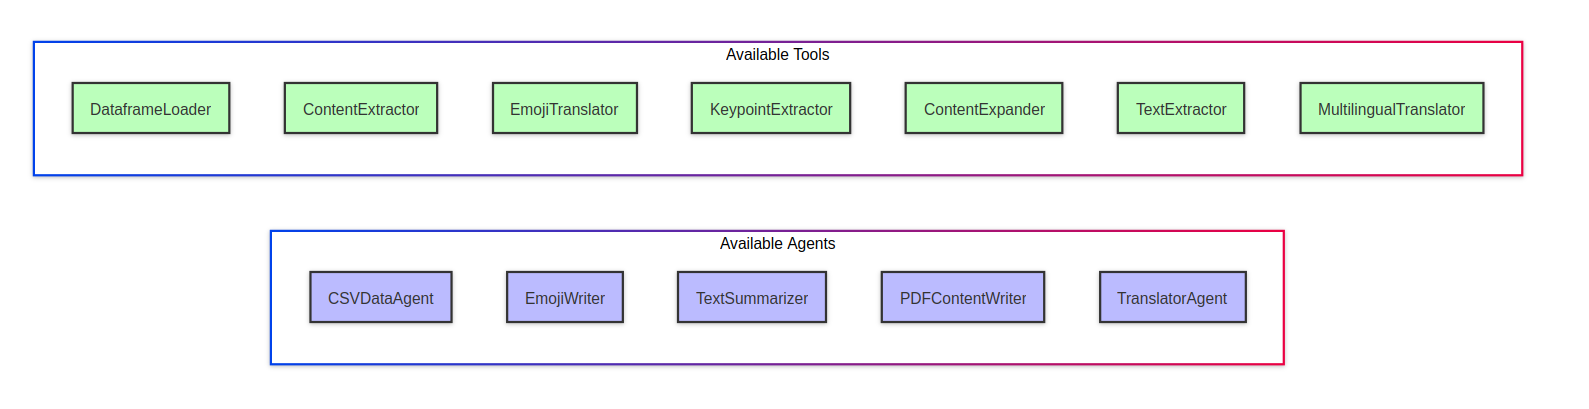 Available Tools
DataframeLoader
ContentExtractor
EmojiTranslator
KeypointExtractor
ContentExpander
TextExtractor
MultilingualTranslator
Available Agents
CSVDataAgent
EmojiWriter
TextSummarizer
PDFContentWriter
TranslatorAgent